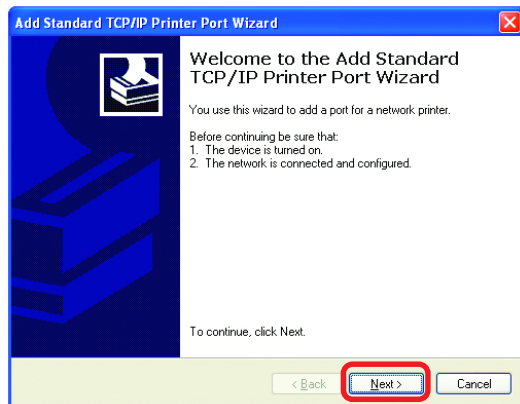 Add Standard TCP/IP Printer Port Wizard
Welcome to the Add Standard
TCP/IP Printer Port Wizard
You use this wizard to add a port for a network printer.
Before continuing be sure that:
1. The device is turned on.
2. The network is connected and configured.
To continue, click Next.
< Back
Next >
Cancel